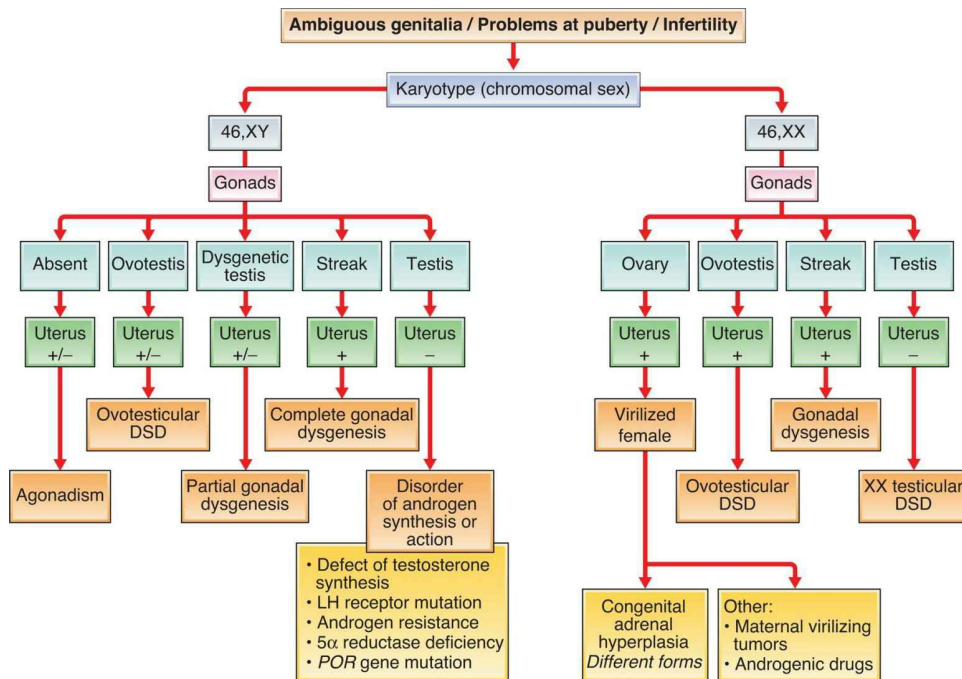 Ambiguous genitalia / Problems at puberty / Infertility
Karyotype (chromosomal sex)
46,XY
46,XX
Gonads
Gonads
Absent
Ovotestis
Dysgenetic
testis
Streak
Testis
Ovary
Ovotestis
Streak
Testis
Uterus
+/–
Uterus
+/–
Uterus
+/–
Uterus
+
Uterus
–
Uterus
+
Uterus
+
Uterus
+
Uterus
–
Ovotesticular
DSD
Complete gonadal
dysgenesis
Virilized
female
Gonadal
dysgenesis
Agonadism
Partial gonadal
dysgenesis
Disorder
of androgen
synthesis or
action
Ovotesticular
DSD
XX testicular
DSD
• Defect of testosterone
synthesis
• LH receptor mutation
• Androgen resistance
• 5α reductase deficiency
• POR gene mutation
Congenital
adrenal
hyperplasia
Different forms
Other:
• Maternal virilizing
tumors
• Androgenic drugs